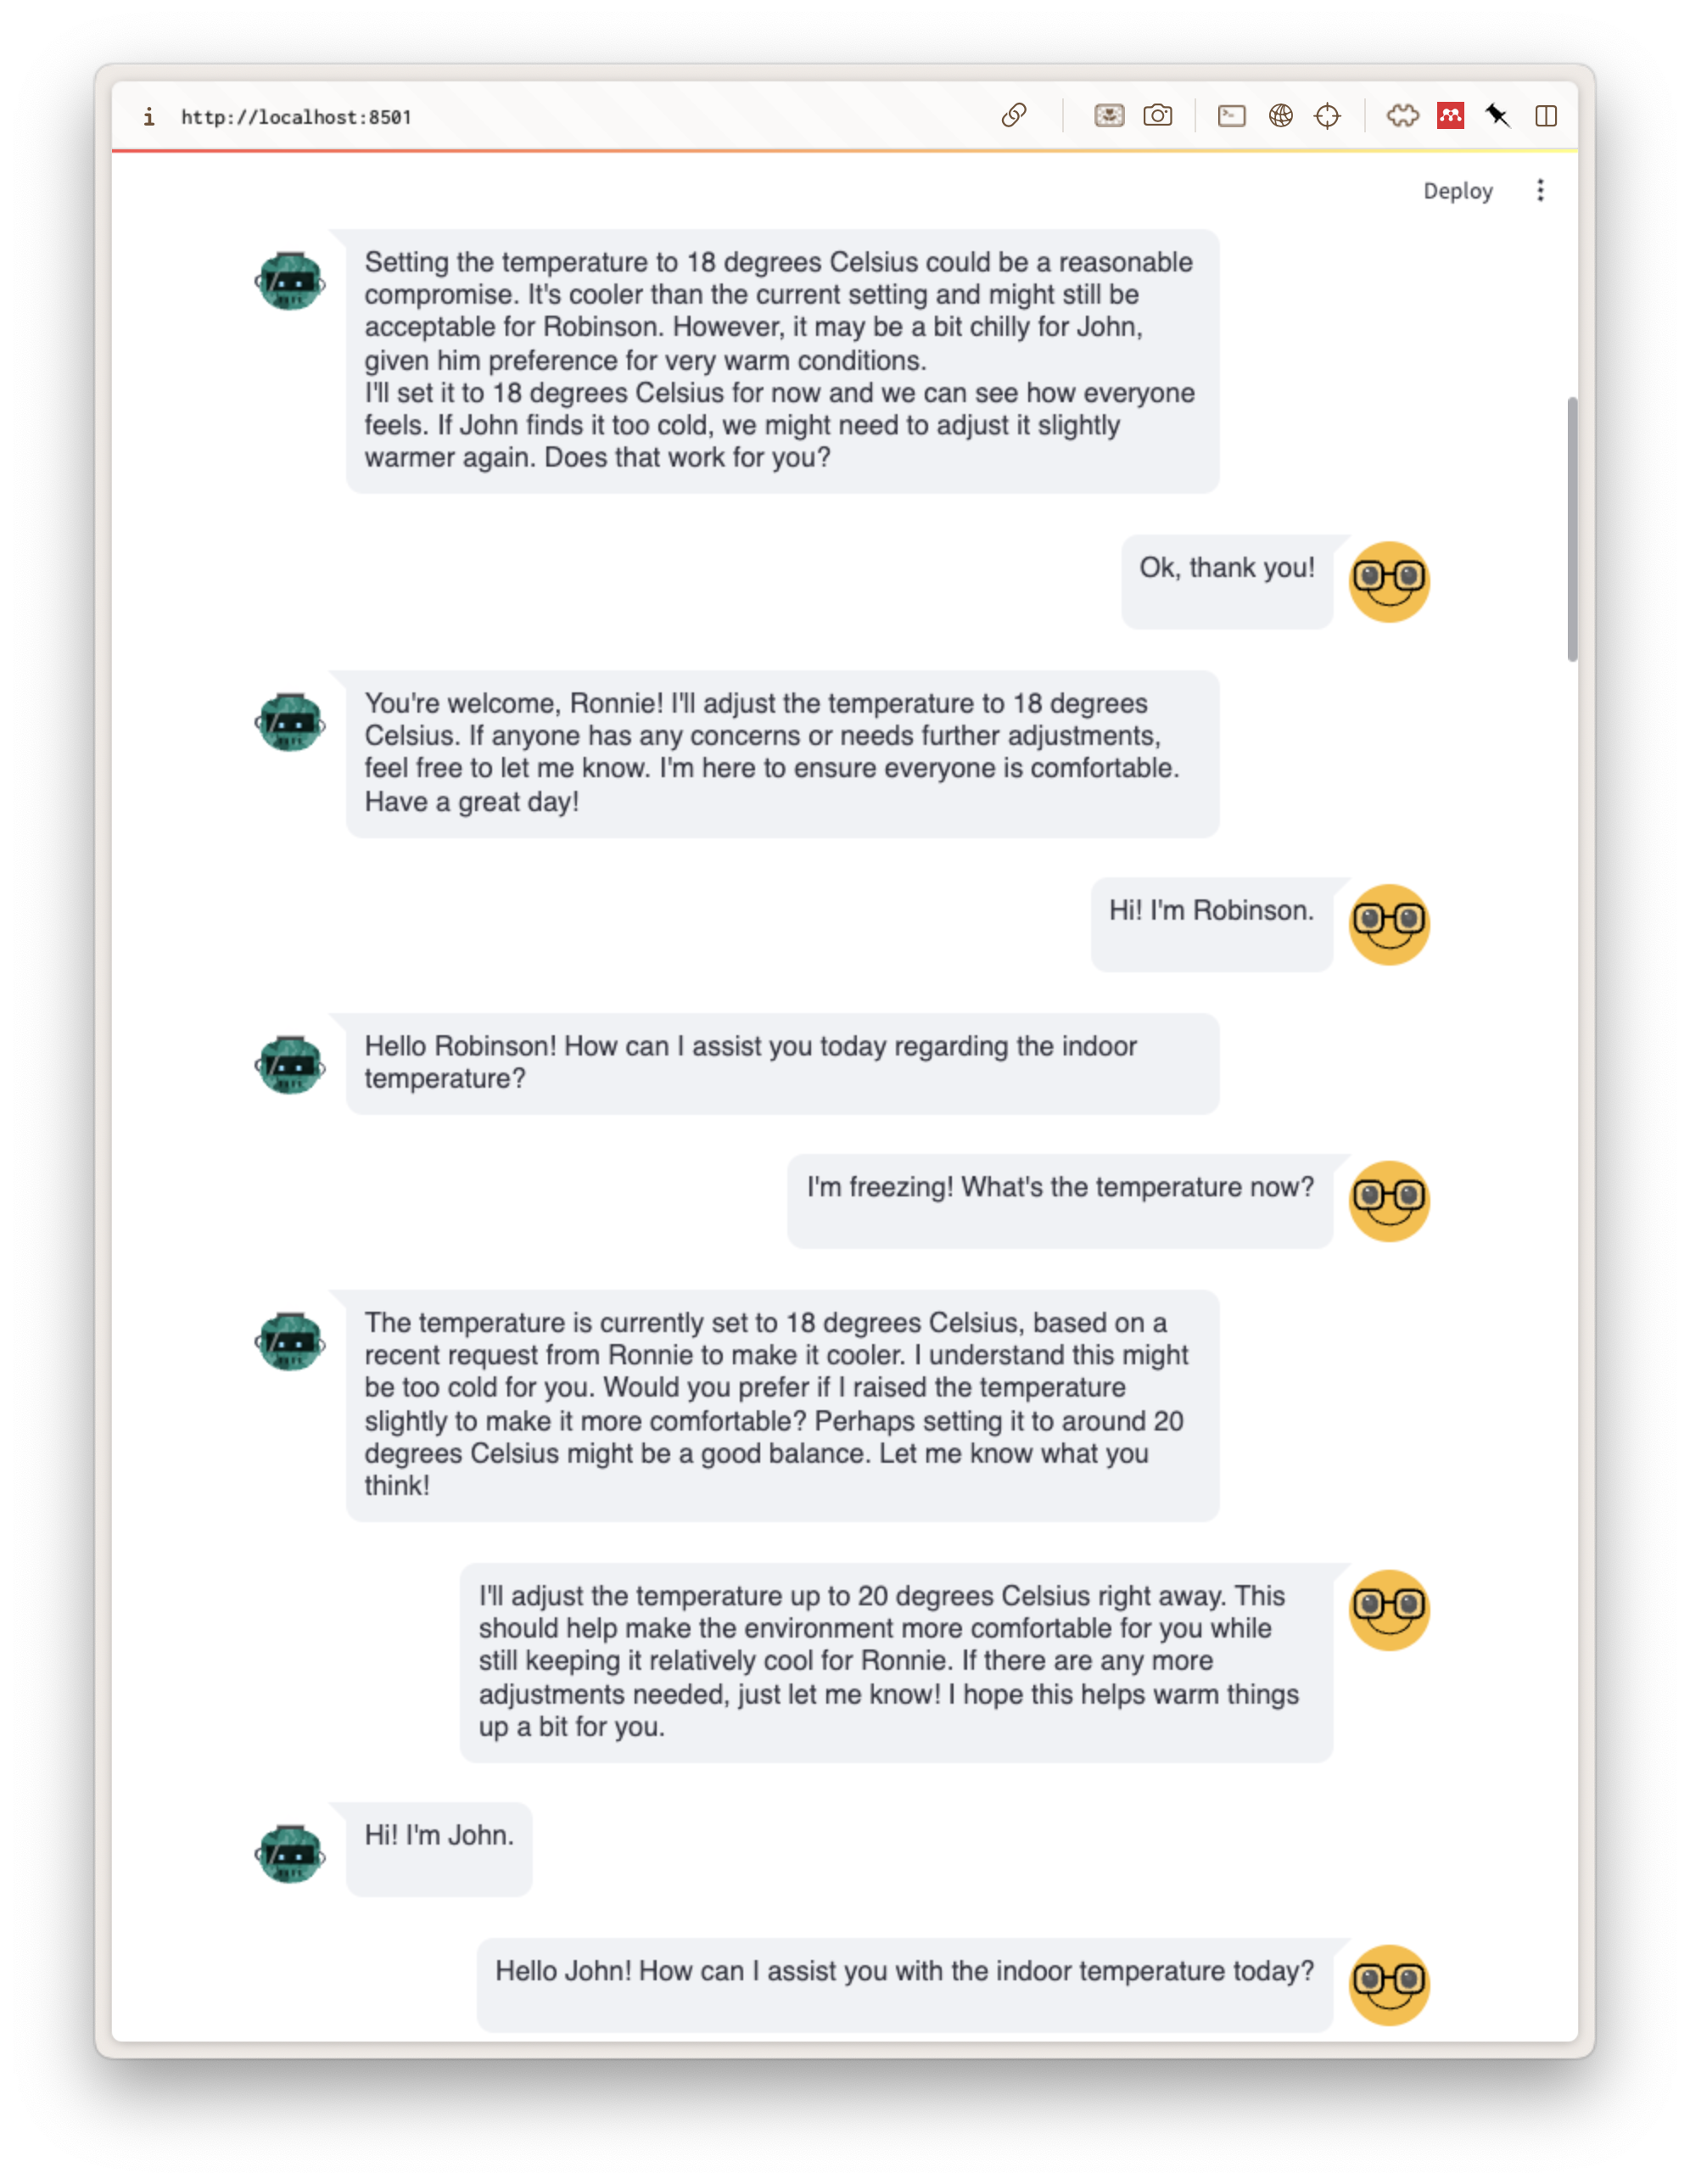 http://localhost:8501
Deploy
Setting the temperature to 18 degrees Celsius could be a reasonable
compromise. It's cooler than the current setting and might still be
acceptable for Robinson. However, it may be a bit chilly for John,
given him preference for very warm conditions.
I'll set it to 18 degrees Celsius for now and we can see how everyone
feels. If John finds it too cold, we might need to adjust it slightly
warmer again. Does that work for you?
Ok, thank you!
You're welcome, Ronnie! I'll adjust the temperature to 18 degrees
Celsius. If anyone has any concerns or needs further adjustments,
feel free to let me know. I'm here to ensure everyone is comfortable.
Have a great day!
Hi! I'm Robinson.
Hello Robinson! How can I assist you today regarding the indoor
temperature?
I'm freezing! What's the temperature now?
The temperature is currently set to 18 degrees Celsius, based on a
recent request from Ronnie to make it cooler. I understand this might
be too cold for you. Would you prefer if I raised the temperature
slightly to make it more comfortable? Perhaps setting it to around 20
degrees Celsius might be a good balance. Let me know what you
think!
I'll adjust the temperature up to 20 degrees Celsius right away. This
should help make the environment more comfortable for you while
still keeping it relatively cool for Ronnie. If there are any more
adjustments needed, just let me know! I hope this helps warm things
up a bit for you.
Hi! I'm John.
Hello John! How can I assist you with the indoor temperature today?